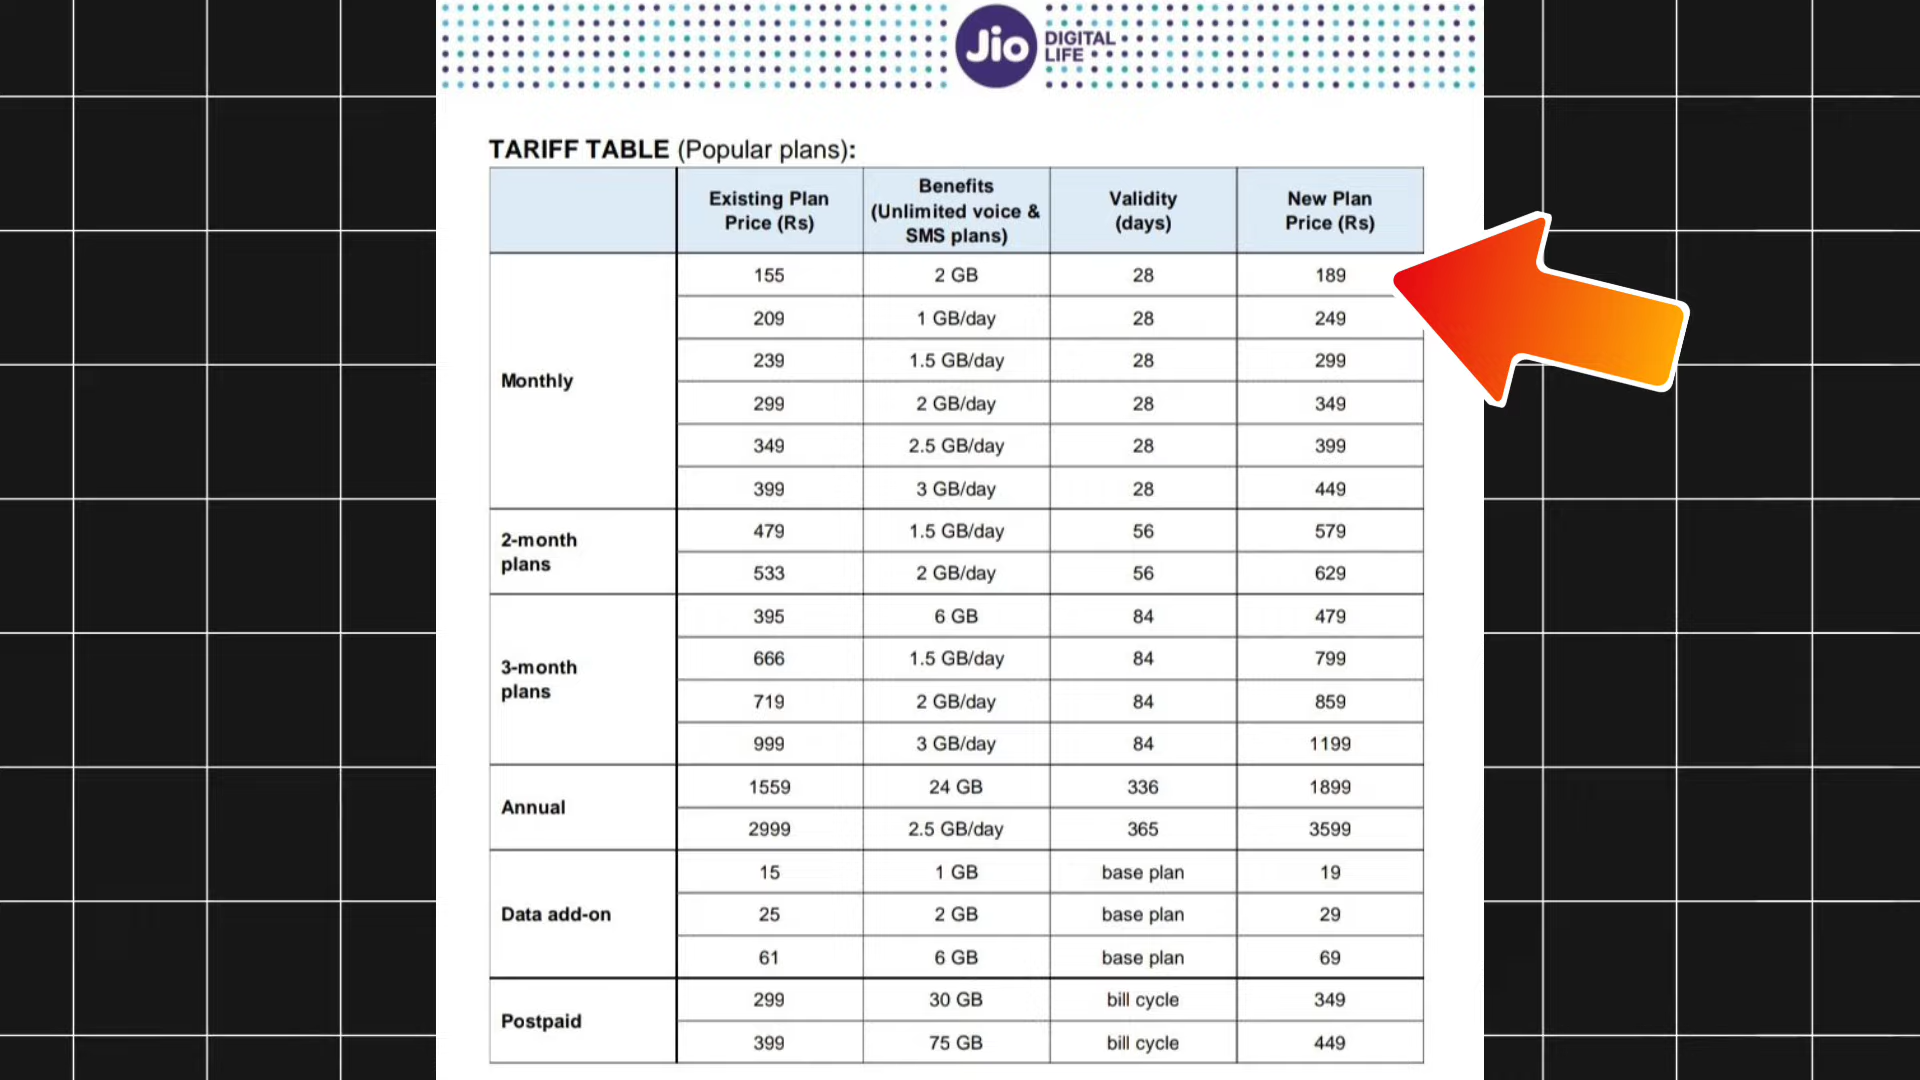 Jio DIGITAL
LIFE
TARIFF TABLE (Popular plans):
Existing Plan Price (Rs) Benefits (Unlimited voice & SMS plans) Validity (days) New Plan Price (Rs)
Monthly
155 2 GB 28 189
209 1 GB/day 28 249
239 1.5 GB/day 28 299
299 2 GB/day 28 349
349 2.5 GB/day 28 399
399 3 GB/day 28 449
2-month plans
479 1.5 GB/day 56 579
533 2 GB/day 56 629
3-month plans
395 6 GB 84 479
666 1.5 GB/day 84 799
719 2 GB/day 84 859
999 3 GB/day 84 1199
Annual
1559 24 GB 336 1899
2999 2.5 GB/day 365 3599
Data add-on
15 1 GB base plan 19
25 2 GB base plan 29
61 6 GB base plan 69
Postpaid
299 30 GB bill cycle 349
399 75 GB bill cycle 449